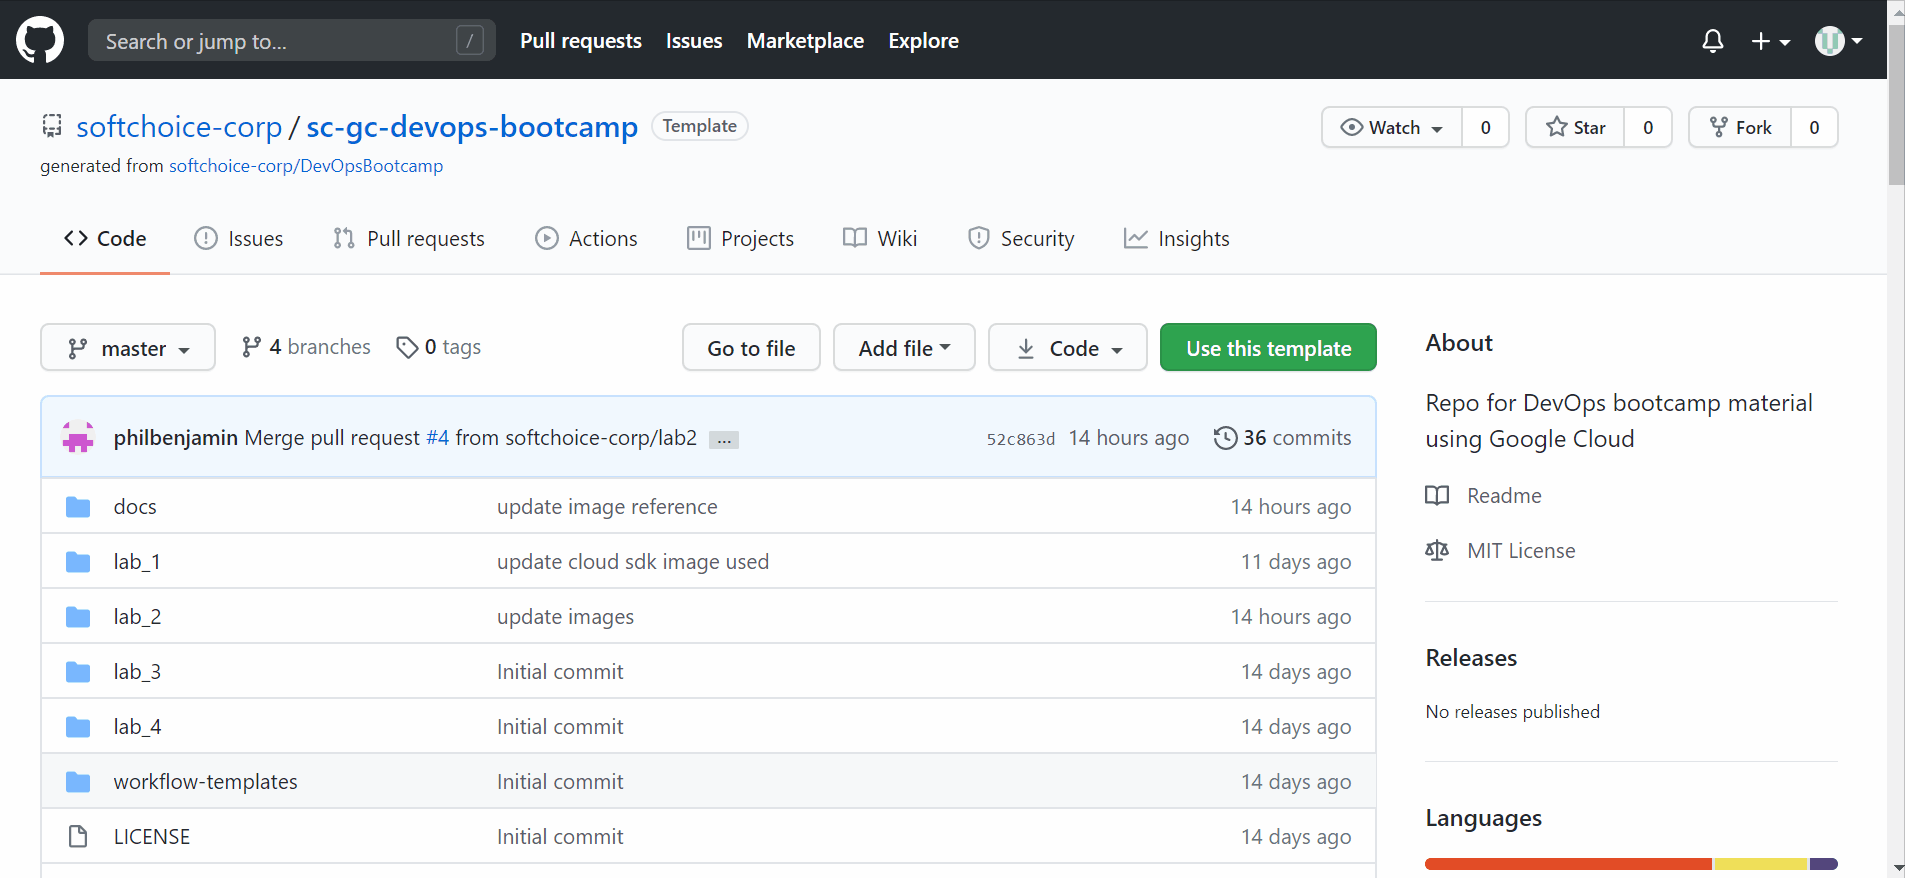 Search or jump to... / Pull requests Issues Marketplace Explore
softchoice-corp / sc-gc-devops-bootcamp Template Watch 0 Star 0 Fork 0
generated from softchoice-corp/DevOpsBootcamp
Code Issues Pull requests Actions Projects Wiki Security Insights
master 4 branches 0 tags Go to file Add file Code Use this template
philbenjamin Merge pull request #4 from softchoice-corp/lab2 ... 52c863d 14 hours ago 36 commits
docs update image reference 14 hours ago
lab_1 update cloud sdk image used 11 days ago
lab_2 update images 14 hours ago
lab_3 Initial commit 14 days ago
lab_4 Initial commit 14 days ago
workflow-templates Initial commit 14 days ago
LICENSE Initial commit 14 days ago
About
Repo for DevOps bootcamp material
using Google Cloud
Readme
MIT License
Releases
No releases published
Languages